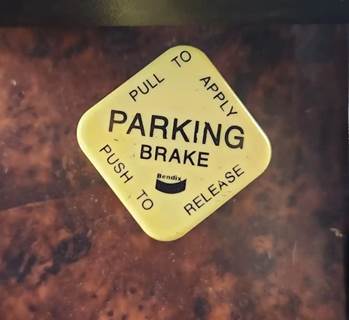 PULL TO APPLY
PARKING
BRAKE
Bendix
PUSH TO RELEASE